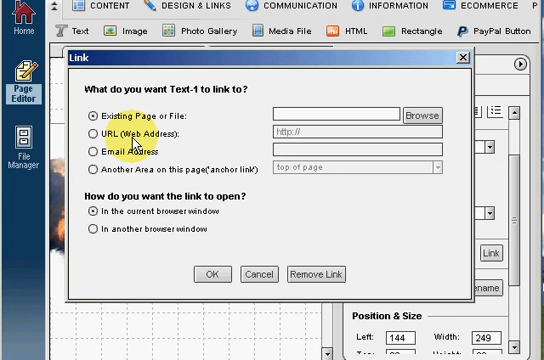 CONTENT DESIGN & LINKS COMMUNICATION INFORMATION ECOMMERCE P
Home
Text Image Photo Gallery Media File HTML Rectangle PayPal Button
Page Editor
File Manager
Link
What do you want Text-1 to link to?
Existing Page or File: Browse
URL (Web Address): http://
Email Address
Another Area on this page('anchor link') top of page
How do you want the link to open?
In the current browser window
In another browser window
OK Cancel Remove Link
Link
ename
Position & Size
Left: 144 Width: 249